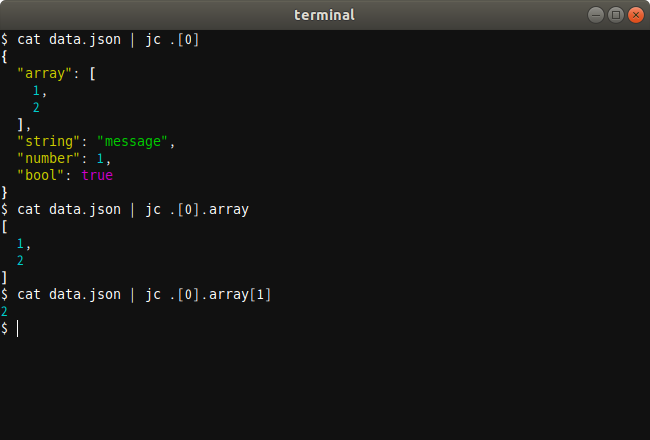 terminal
$ cat data.json | jc .[0]
{
  "array": [
    1,
    2
  ],
  "string": "message",
  "number": 1,
  "bool": true
}
$ cat data.json | jc .[0].array
[
  1,
  2
]
$ cat data.json | jc .[0].array[1]
2
$